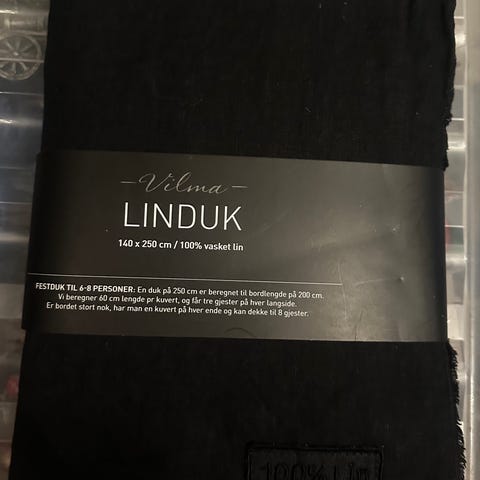 Vilma
LINDUK
140 x 250 cm / 100% vasket lin
FESTDUK TIL 6-8 PERSONER: En duk på 250 cm er beregnet til bordlengde på 200 cm.
Vi beregner 60 cm lengde pr kuvert, og får tre gjester på hver langside.
Er bordet stort nok, har man en kuvert på hver ende og kan dekke til 8 gjester.
100% Lin